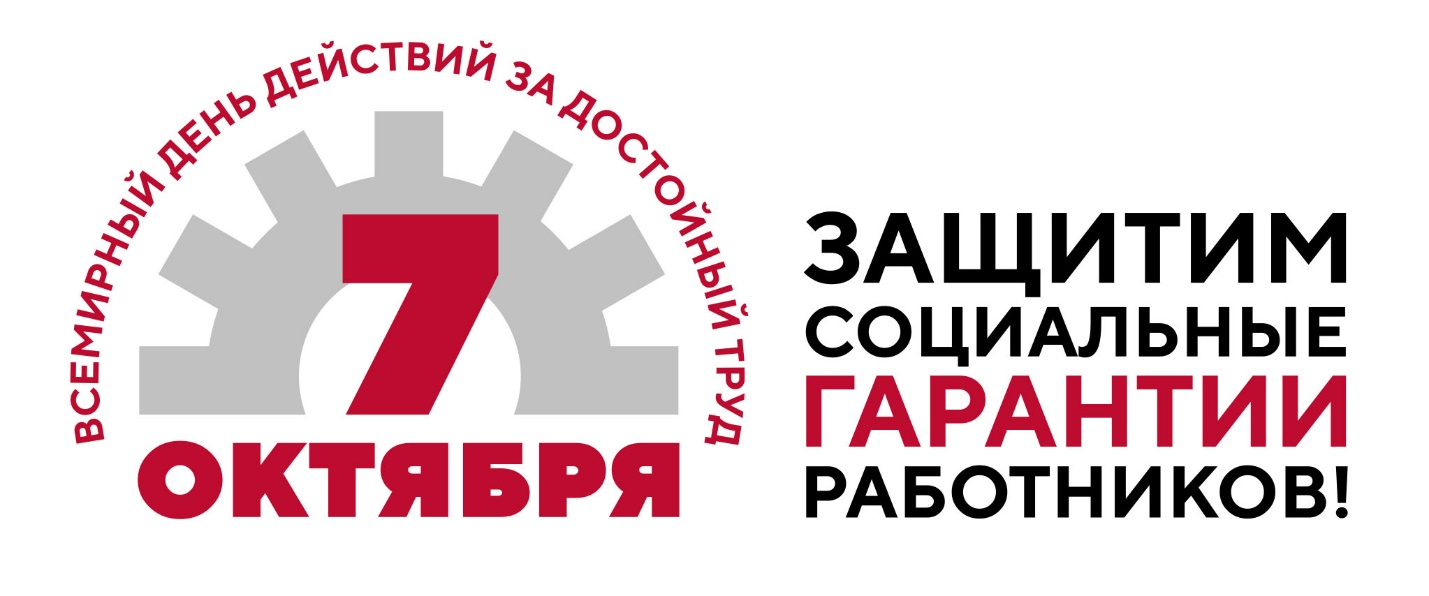 ВСЕМИРНЫЙ ДЕНЬ ДЕЙСТВИЙ ЗА ДОСТОЙНЫЙ ТРУД
7
ОКТЯБРЯ
ЗАЩИТИМ
СОЦИАЛЬНЫЕ
ГАРАНТИИ
РАБОТНИКОВ!